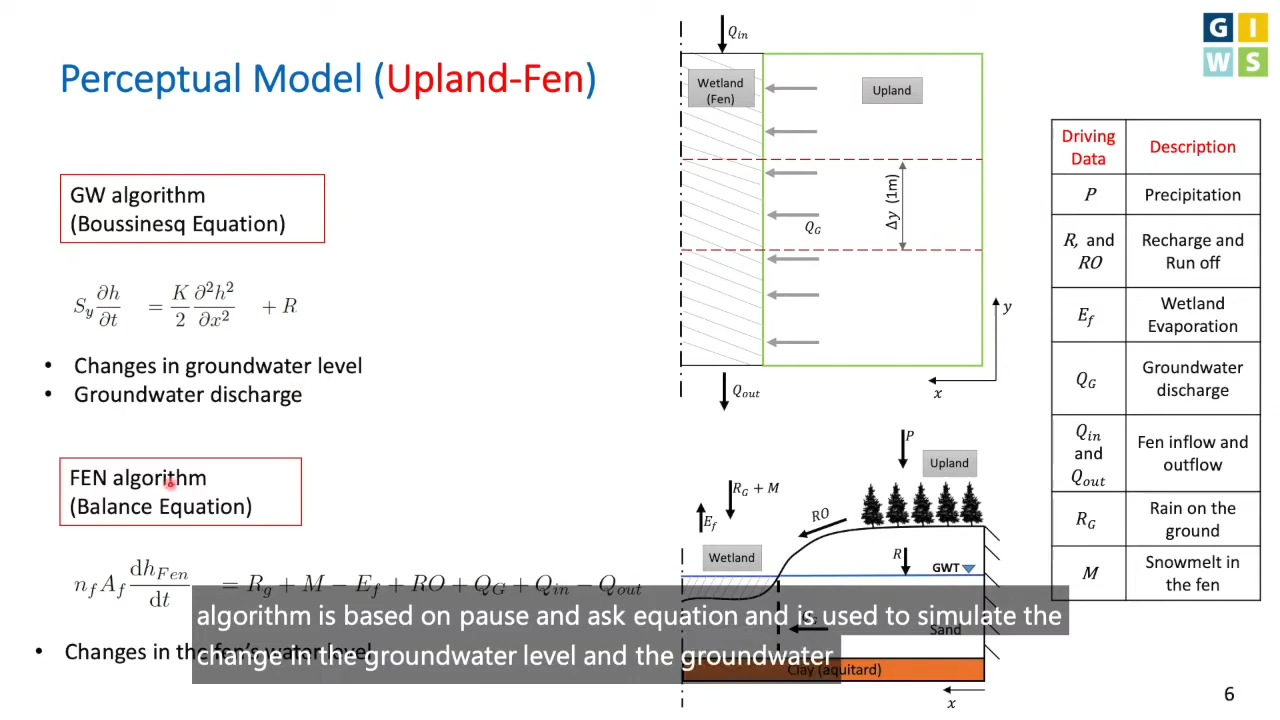 Perceptual Model (Upland-Fen)
GW algorithm
(Boussinesq Equation)
S_y ∂h/∂t = K/2 ∂²h²/∂x² + R
• Changes in groundwater level
• Groundwater discharge
FEN algorithm
(Balance Equation)
n_f A_f dh_Fen/dt = R_g + M − E_f + RO + Q_G + Q_in − Q_out
• Changes in the fen's water level
Q_in
Wetland
(Fen)
Upland
Δy (1m)
Q_G
y
x
Q_out
P
Upland
R_G + M
E_f
RO
Wetland
R
GWT
Sand
Clay (aquitard)
x
G I
W S
Driving
Data
Description
P
Precipitation
R, and
RO
Recharge and
Run off
E_f
Wetland
Evaporation
Q_G
Groundwater
discharge
Q_in
and
Q_out
Fen inflow and
outflow
R_G
Rain on the
ground
M
Snowmelt in
the fen
algorithm is based on pause and ask equation and is used to simulate the
change in the groundwater level and the groundwater
6